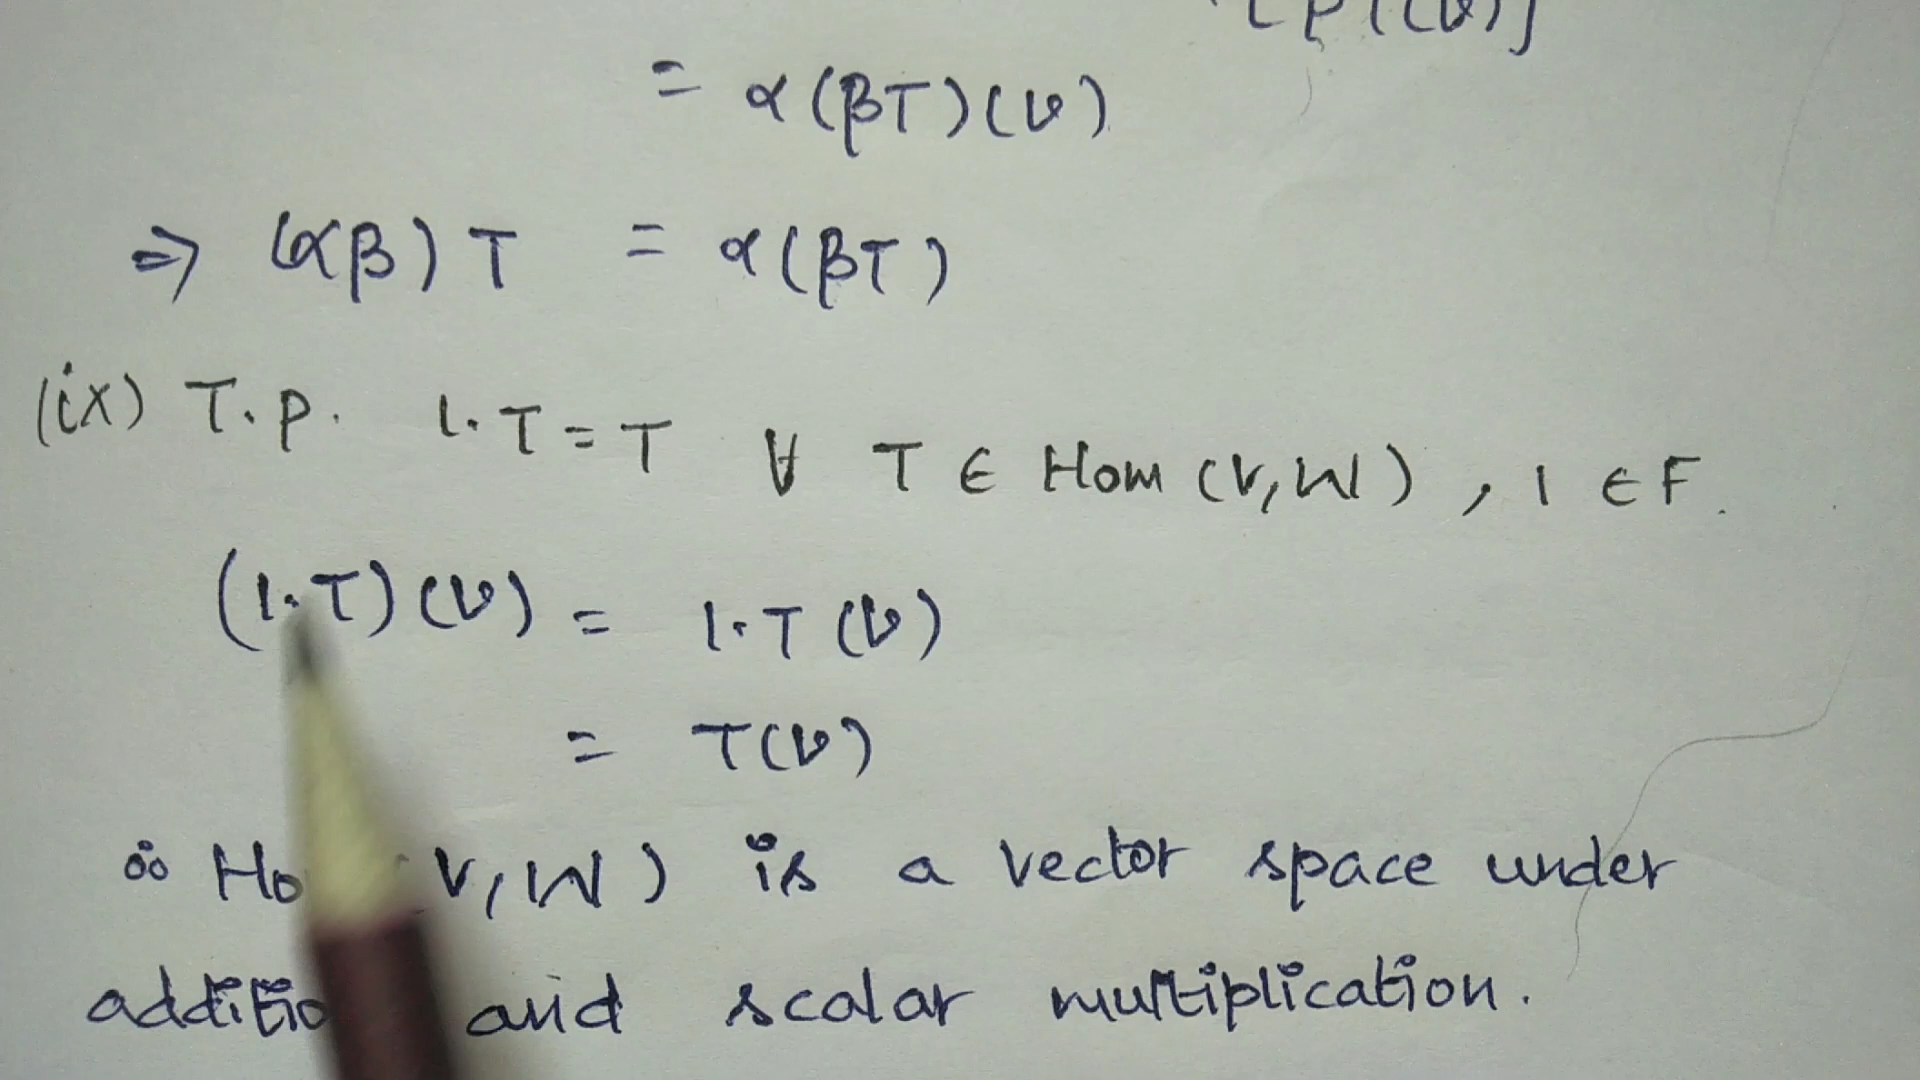 = α(βT)(v)
⇒ (αβ)T = α(βT)
(ix) T.p. 1.T=T ∀ T ∈ Hom (V,W) , 1 ∈ F.
(1.T)(v) = 1.T(v)
= T(v)
∴ Ho V,W) is a vector space under
additio and scalar multiplication.